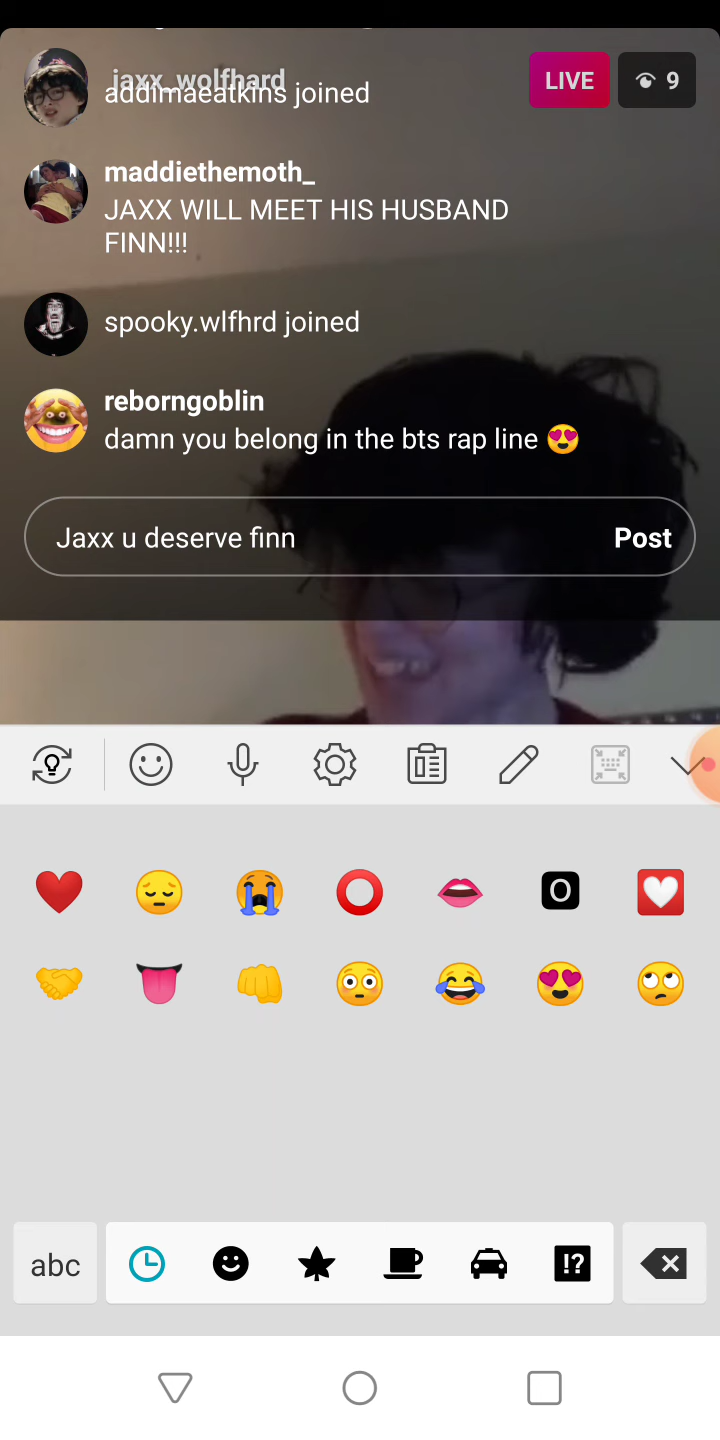 jaxx_wolfhard
addimaeatkins joined
LIVE
9
maddiethemoth_
JAXX WILL MEET HIS HUSBAND
FINN!!!
spooky.wlfhrd joined
reborngoblin
damn you belong in the bts rap line 😍
Jaxx u deserve finn
Post
abc
!?